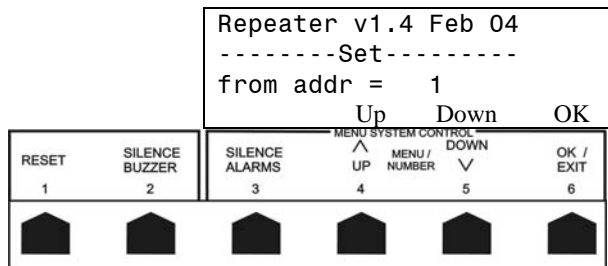 Repeater v1.4 Feb 04
--------Set---------
from addr = 1
Up Down OK
MENU SYSTEM CONTROL
RESET
1
SILENCE
BUZZER
2
SILENCE
ALARMS
3
UP
4
MENU /
NUMBER
DOWN
5
OK /
EXIT
6